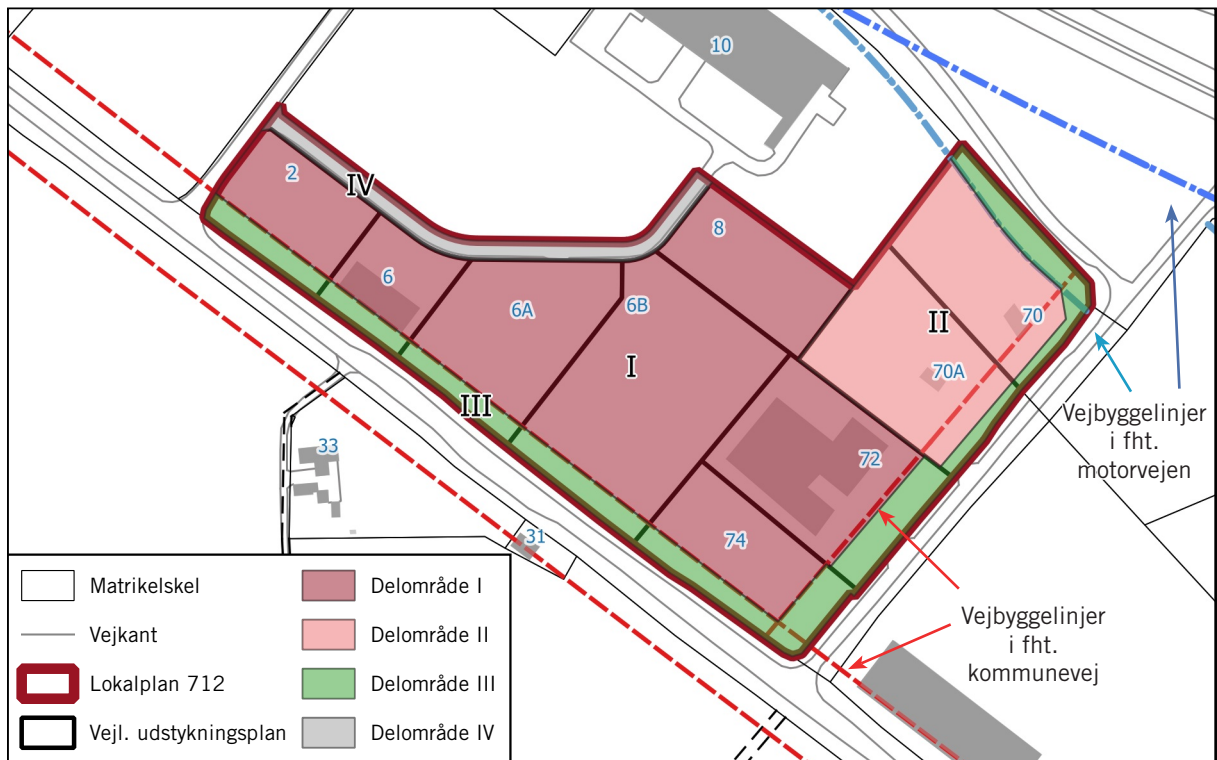 10
2
IV
8
6
6A
6B
II
70
70A
I
III
Vejbyggelinjer
i fht.
motorvejen
33
72
31
74
Vejbyggelinjer
i fht.
kommunevej
Matrikelskel
Vejkant
Lokalplan 712
Vejl. udstykningsplan
Delområde I
Delområde II
Delområde III
Delområde IV